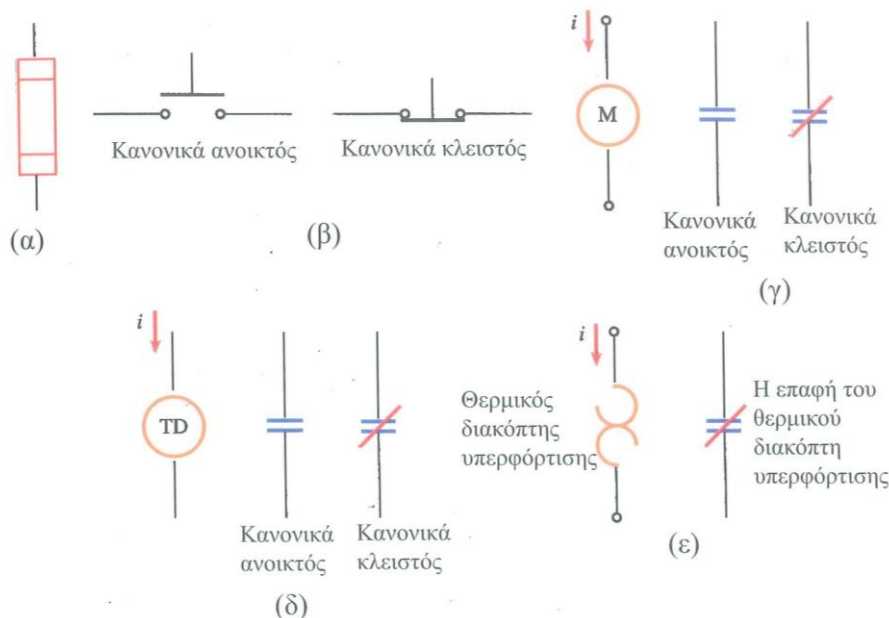 (α)
Κανονικά ανοικτός
Κανονικά κλειστός
(β)
i
M
Κανονικά
ανοικτός
Κανονικά
κλειστός
(γ)
i
TD
Κανονικά
ανοικτός
Κανονικά
κλειστός
(δ)
i
Θερμικός
διακόπτης
υπερφόρτισης
Η επαφή του
θερμικού
διακόπτη
υπερφόρτισης
(ε)